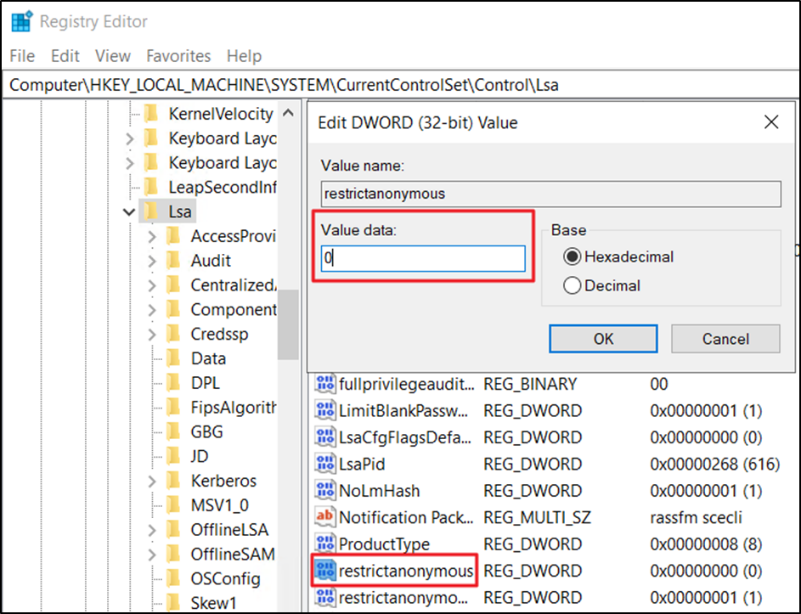 Registry Editor
File Edit View Favorites Help
Computer\HKEY_LOCAL_MACHINE\SYSTEM\CurrentControlSet\Control\Lsa
KernelVelocity
Keyboard Layo
Keyboard Layo
LeapSecondInf
Lsa
AccessProvi
Audit
Centralized
Component
Credssp
Data
DPL
FipsAlgorith
GBG
JD
Kerberos
MSV1_0
OfflineLSA
OfflineSAM
OSConfig
Skew1
Edit DWORD (32-bit) Value
Value name:
restrictanonymous
Value data:
0
Base
Hexadecimal
Decimal
OK Cancel
fullprivilegeaudit... REG_BINARY 00
LimitBlankPassw... REG_DWORD 0x00000001 (1)
LsaCfgFlagsDefa... REG_DWORD 0x00000000 (0)
LsaPid REG_DWORD 0x00000268 (616)
NoLmHash REG_DWORD 0x00000001 (1)
Notification Pack... REG_MULTI_SZ rassfm scecli
ProductType REG_DWORD 0x00000008 (8)
restrictanonymous REG_DWORD 0x00000000 (0)
restrictanonymo... REG_DWORD 0x00000001 (1)